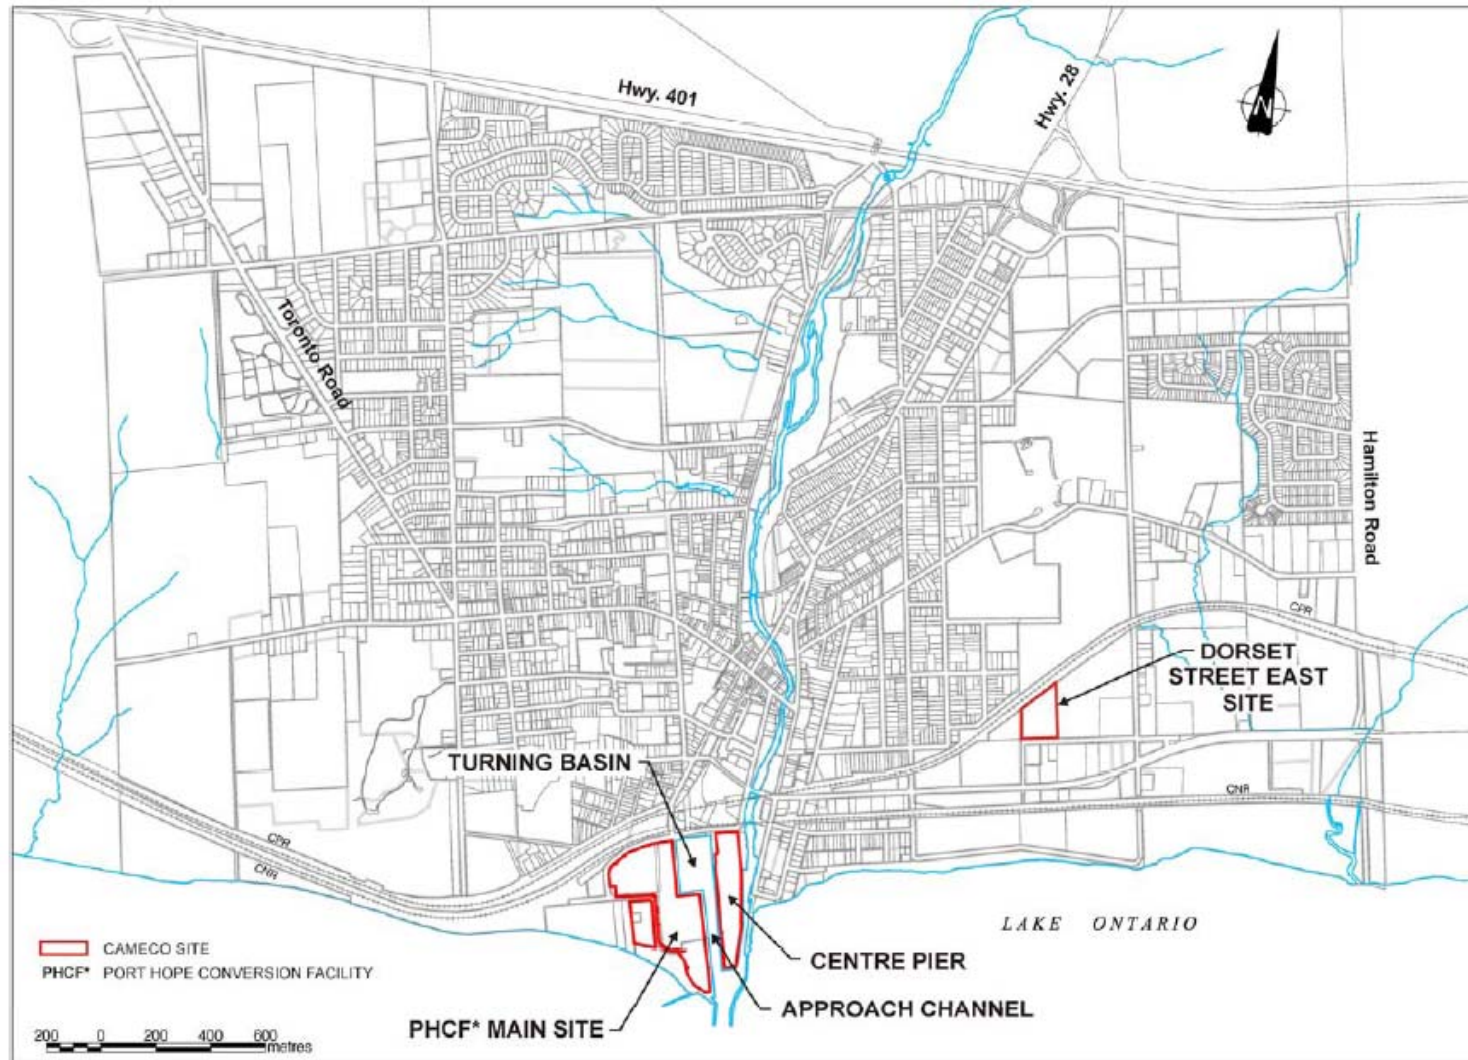 Hwy. 401
Hwy. 28
N
Toronto Road
Hamilton Road
CPR
DORSET
STREET EAST
SITE
TURNING BASIN
CNR
CPR
CNR
LAKE ONTARIO
CAMECO SITE
PHCF* PORT HOPE CONVERSION FACILITY
CENTRE PIER
APPROACH CHANNEL
PHCF* MAIN SITE
200 0 200 400 600
metres